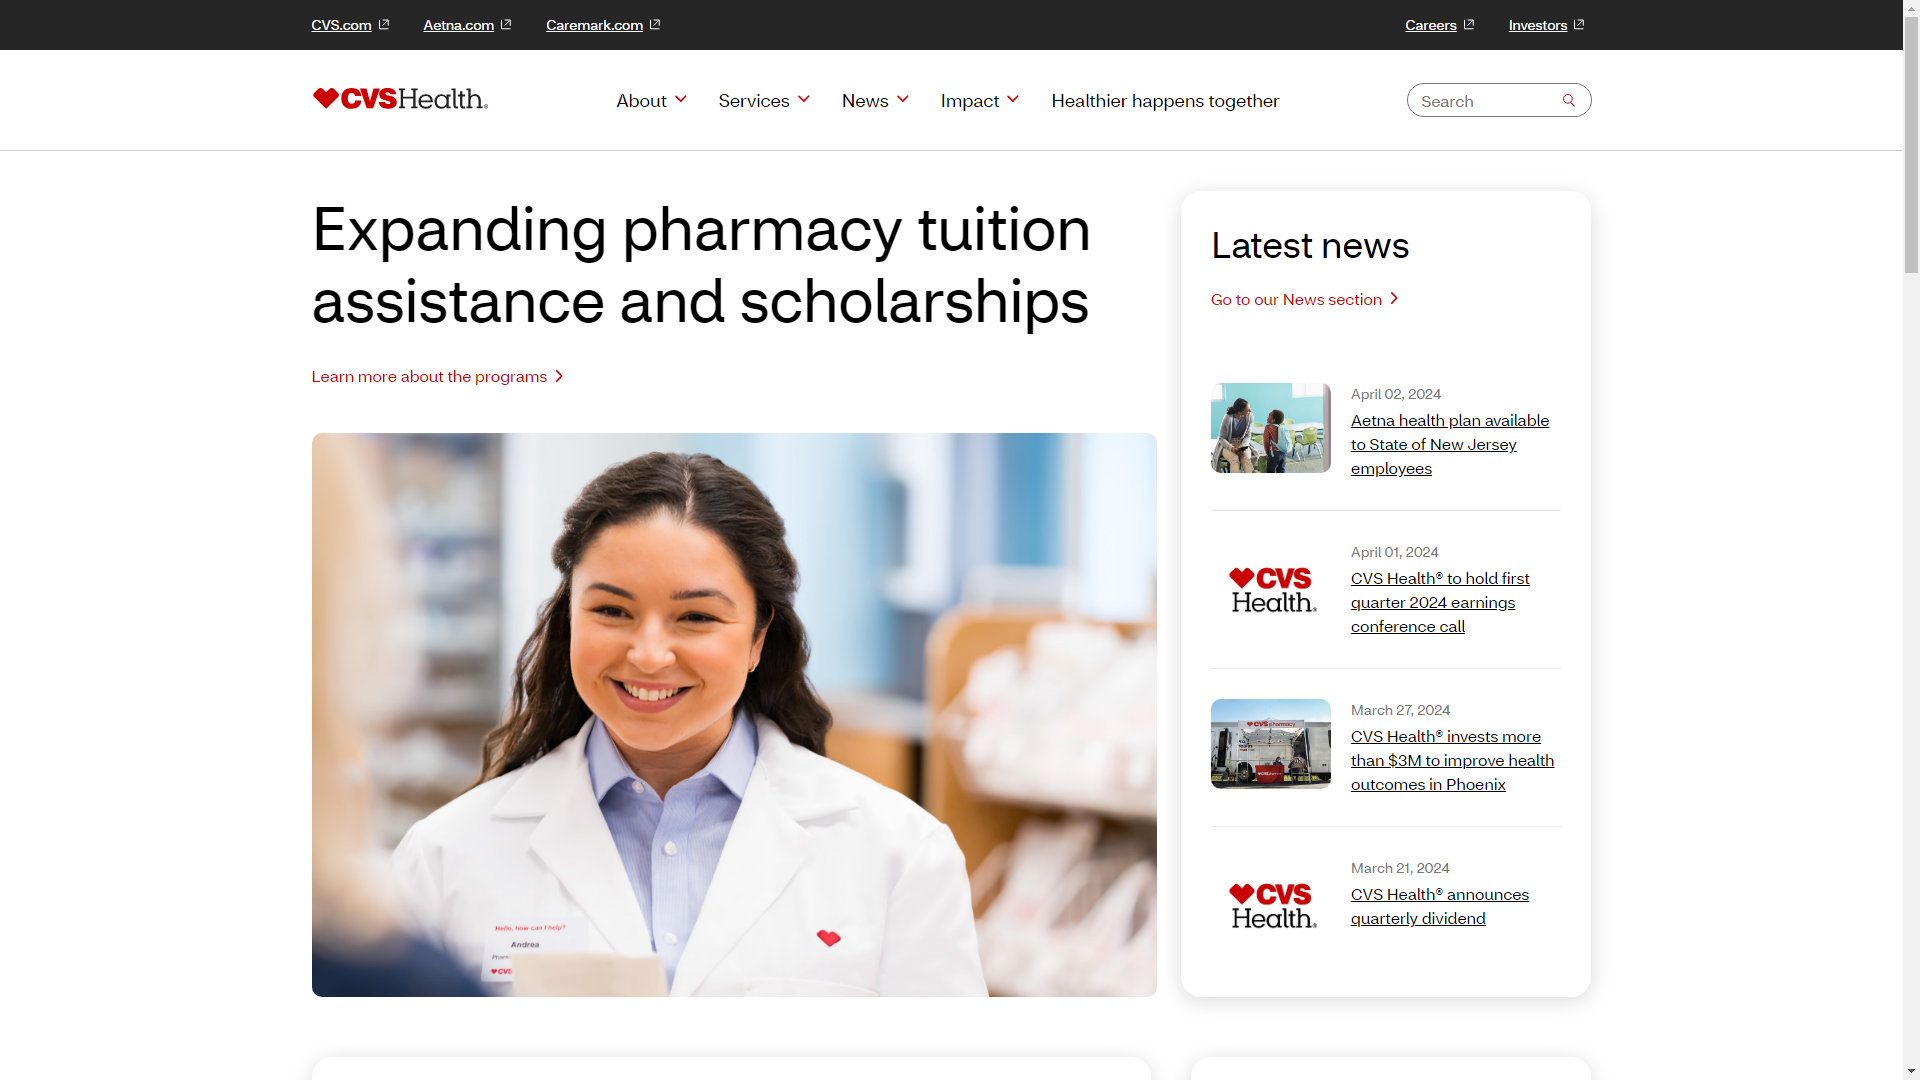 CVS.com
Aetna.com
Caremark.com
Careers
Investors
CVSHealth®
About
Services
News
Impact
Healthier happens together
Search
Expanding pharmacy tuition
assistance and scholarships
Learn more about the programs
Hello, how can I help?
Andrea
CVS
Latest news
Go to our News section
April 02, 2024
Aetna health plan available
to State of New Jersey
employees
CVS
Health®
April 01, 2024
CVS Health® to hold first
quarter 2024 earnings
conference call
CVS pharmacy
March 27, 2024
CVS Health® invests more
than $3M to improve health
outcomes in Phoenix
CVS
Health®
March 21, 2024
CVS Health® announces
quarterly dividend